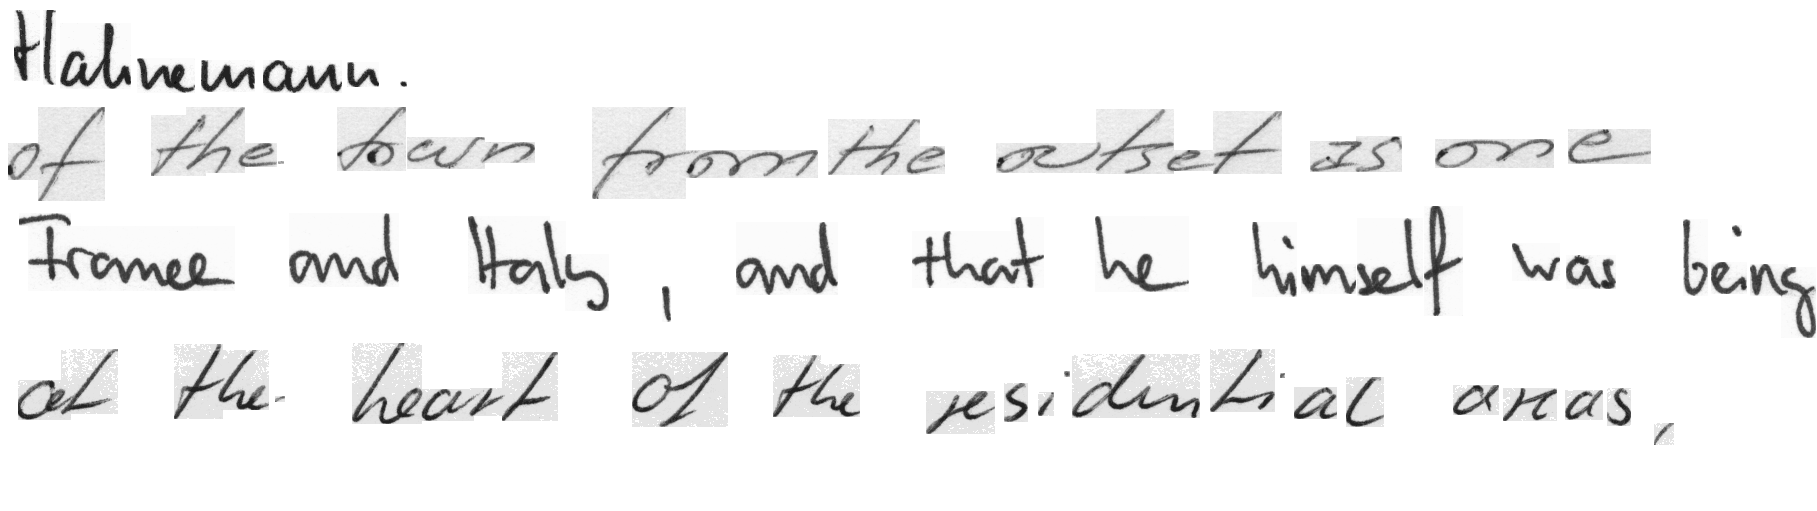 Hahnemann.
of the town from the outset as one
France and Italy, and that he himself was being
at the heart of the residential areas,